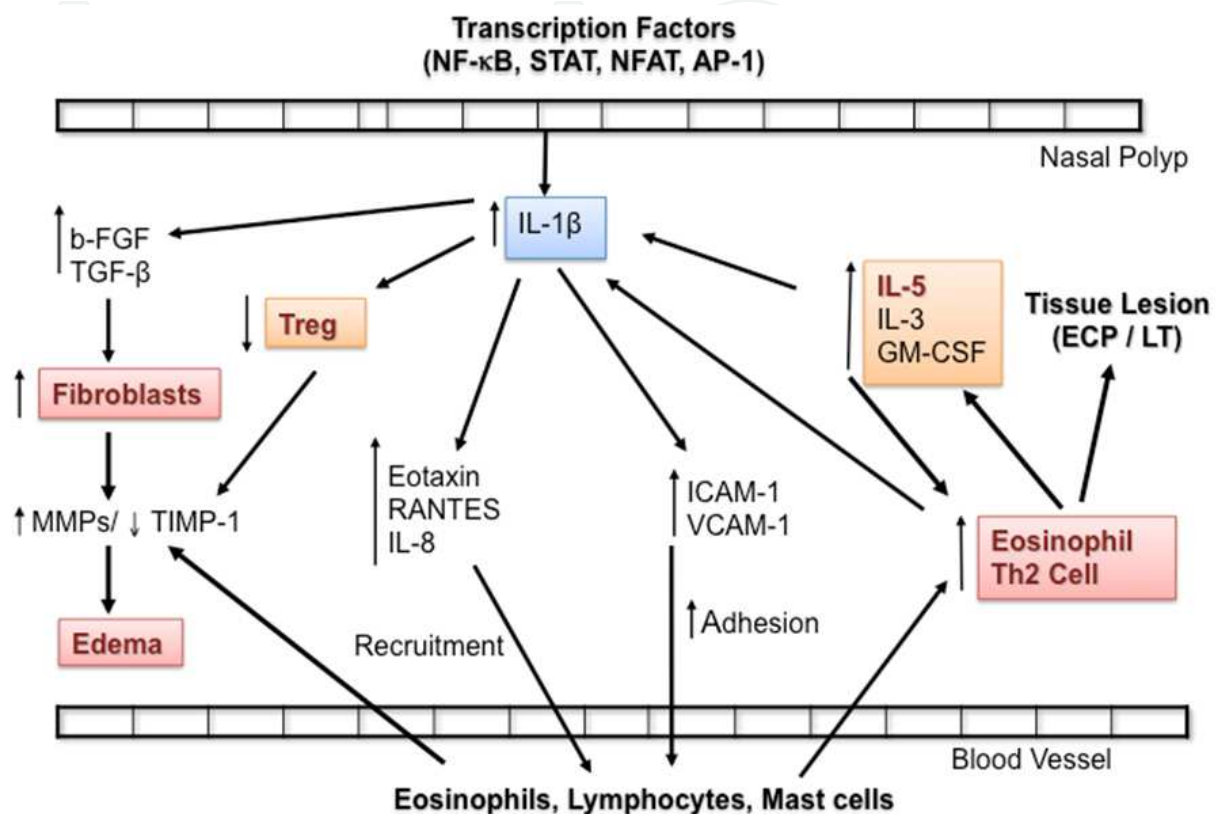 Transcription Factors
(NF-κB, STAT, NFAT, AP-1)
Nasal Polyp
IL-1β
b-FGF
TGF-β
Treg
IL-5
IL-3
GM-CSF
Tissue Lesion
(ECP / LT)
Fibroblasts
Eotaxin
RANTES
IL-8
ICAM-1
VCAM-1
MMPs/ ↓ TIMP-1
Eosinophil
Th2 Cell
Adhesion
Edema
Recruitment
Blood Vessel
Eosinophils, Lymphocytes, Mast cells